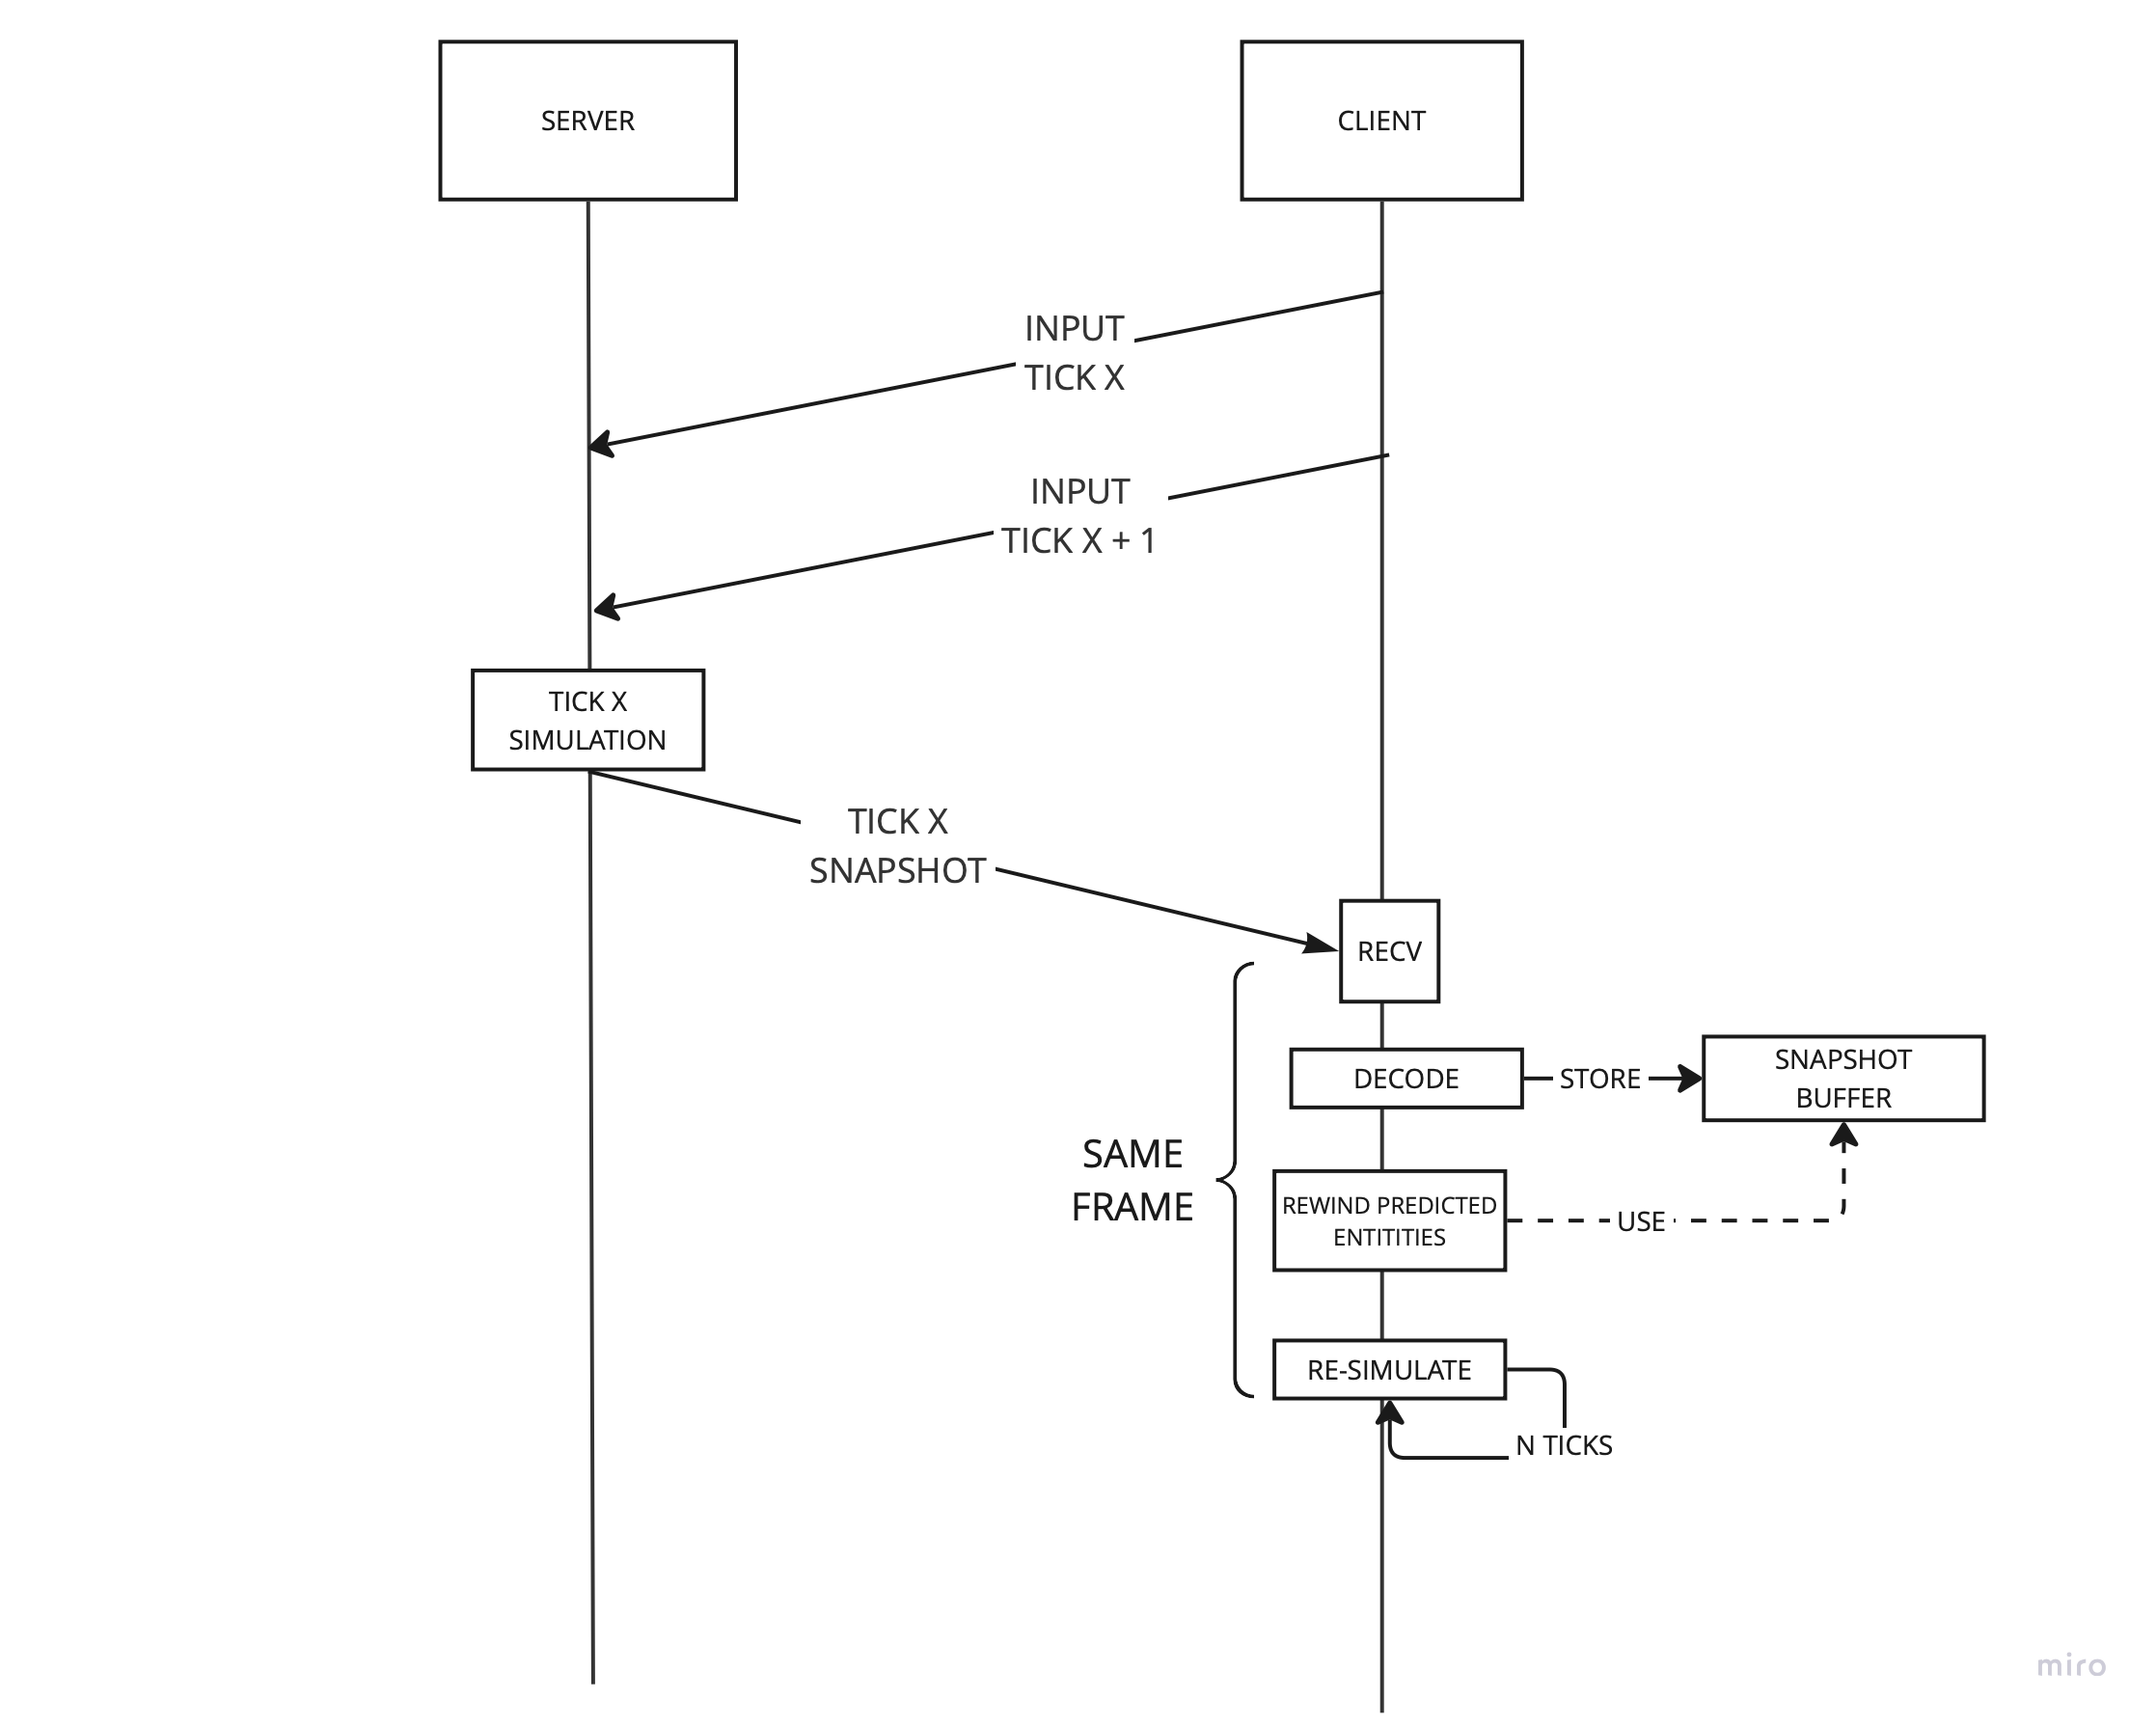 SERVER
CLIENT
INPUT
TICK X
INPUT
TICK X + 1
TICK X
SIMULATION
TICK X
SNAPSHOT
RECV
DECODE
STORE
SNAPSHOT
BUFFER
SAME
FRAME
REWIND PREDICTED
ENTITITIES
USE
RE-SIMULATE
N TICKS
miro